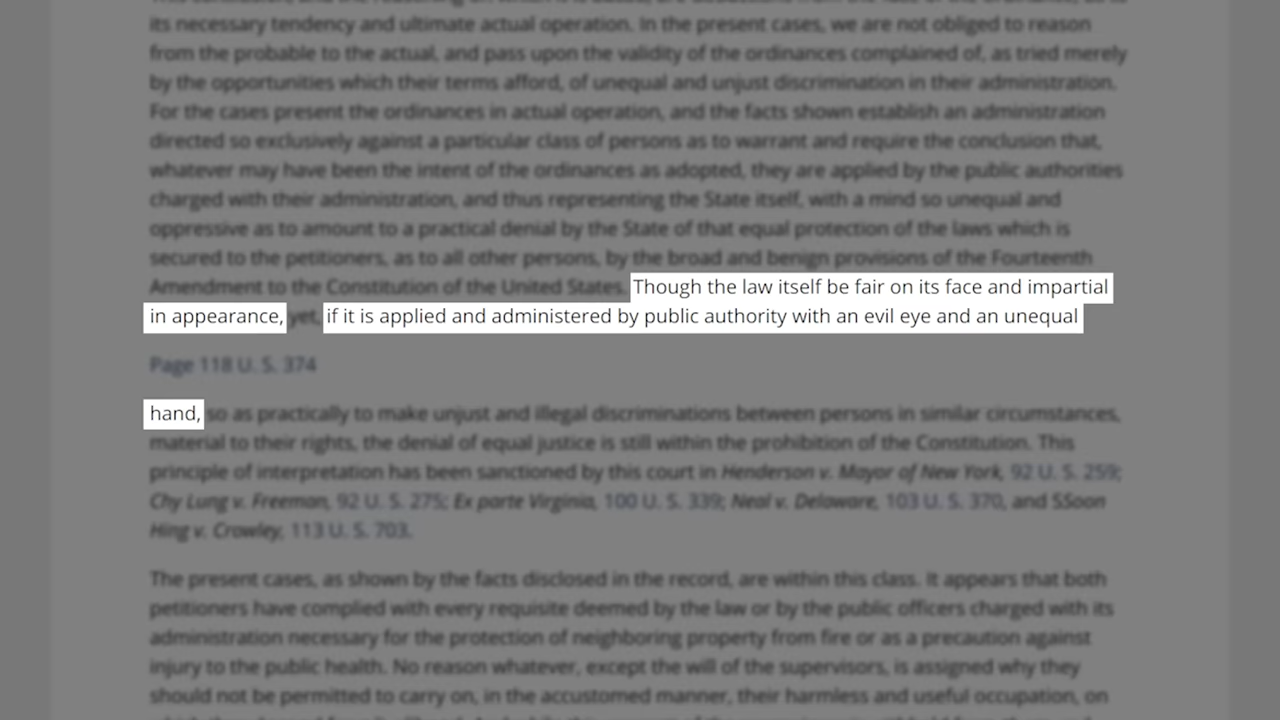 its necessary tendency and ultimate actual operation. In the present cases, we are not obliged to reason
from the probable to the actual, and pass upon the validity of the ordinances complained of, as tried merely
by the opportunities which their terms afford, of unequal and unjust discrimination in their administration.
For the cases present the ordinances in actual operation, and the facts shown establish an administration
directed so exclusively against a particular class of persons as to warrant and require the conclusion that,
whatever may have been the intent of the ordinances as adopted, they are applied by the public authorities
charged with their administration, and thus representing the State itself, with a mind so unequal and
oppressive as to amount to a practical denial by the State of that equal protection of the laws which is
secured to the petitioners, as to all other persons, by the broad and benign provisions of the Fourteenth
Amendment to the Constitution of the United States. Though the law itself be fair on its face and impartial
in appearance, yet, if it is applied and administered by public authority with an evil eye and an unequal
Page 118 U. S. 374
hand, so as practically to make unjust and illegal discriminations between persons in similar circumstances,
material to their rights, the denial of equal justice is still within the prohibition of the Constitution. This
principle of interpretation has been sanctioned by this court in Henderson v. Mayor of New York, 92 U. S. 259;
Chy Lung v. Freeman, 92 U. S. 275; Ex parte Virginia, 100 U. S. 339; Neal v. Delaware, 103 U. S. 370, and SSoon
Hing v. Crowley, 113 U. S. 703.
The present cases, as shown by the facts disclosed in the record, are within this class. It appears that both
petitioners have complied with every requisite deemed by the law or by the public officers charged with its
administration necessary for the protection of neighboring property from fire or as a precaution against
injury to the public health. No reason whatever, except the will of the supervisors, is assigned why they
should not be permitted to carry on, in the accustomed manner, their harmless and useful occupation, on